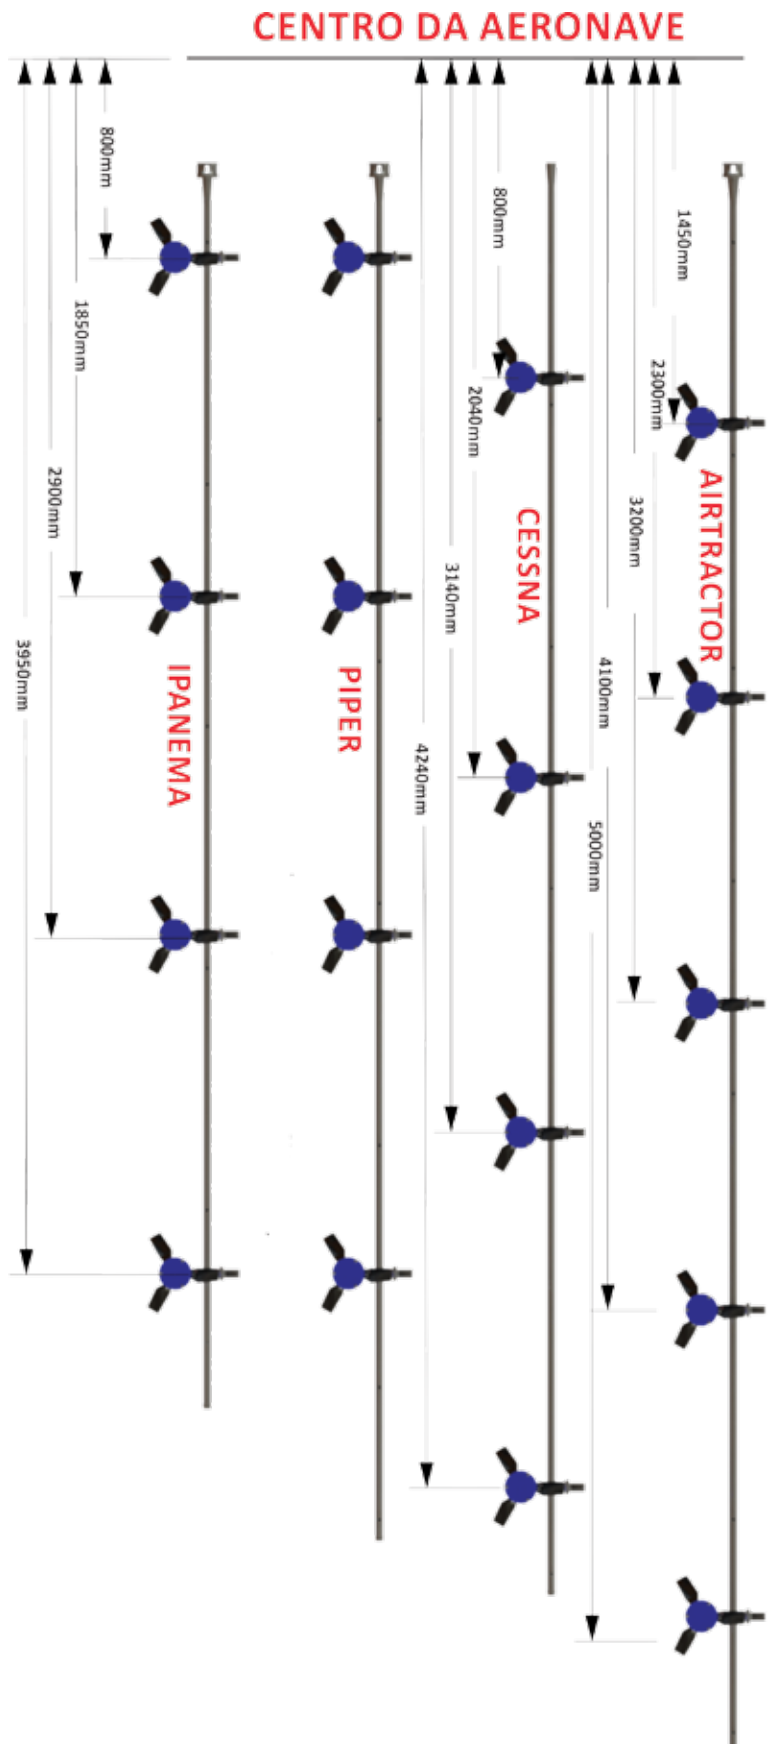 CENTRO DA AERONAVE
800mm
1850mm
2900mm
3950mm
IPANEMA
PIPER
800mm
2040mm
3140mm
4240mm
CESSNA
1450mm
2300mm
3200mm
4100mm
5000mm
AIRTRACTOR